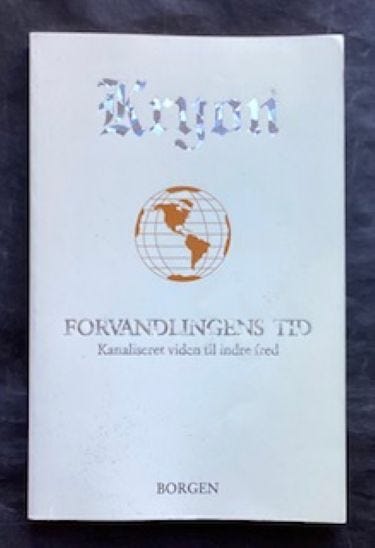 Kryon
FORVANDLINGENS TID
Kanaliseret viden til indre fred
BORGEN